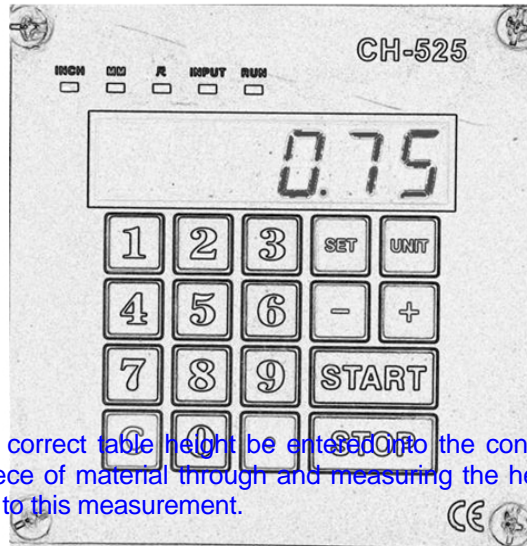 CH-525
INCH MM R INPUT RUN
0.75
1 2 3 SET UNIT
4 5 6 - +
7 8 9 START
C 0 . STOP
correct table height be entered into the con
ece of material through and measuring the he
to this measurement.
CE